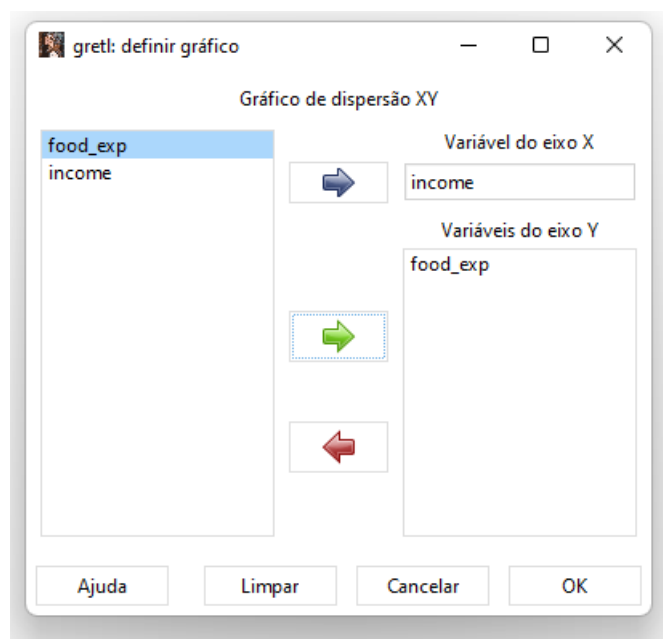 gretl: definir gráfico
Gráfico de dispersão XY
food_exp
income
Variável do eixo X
income
Variáveis do eixo Y
food_exp
Ajuda
Limpar
Cancelar
OK